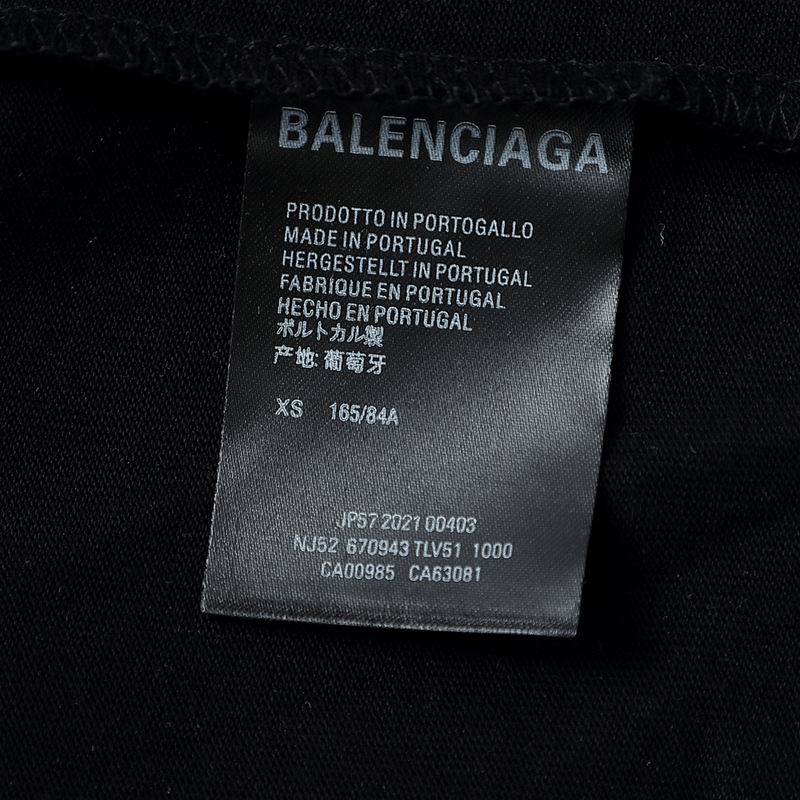 BALENCIAGA
PRODOTTO IN PORTOGALLO
MADE IN PORTUGAL
HERGESTELLT IN PORTUGAL
FABRIQUE EN PORTUGAL
HECHO EN PORTUGAL
ポルトカル製
产地: 葡萄牙
XS 165/84A
JP57 2021 00403
NJ52 670943 TLV51 1000
CA00985 CA63081